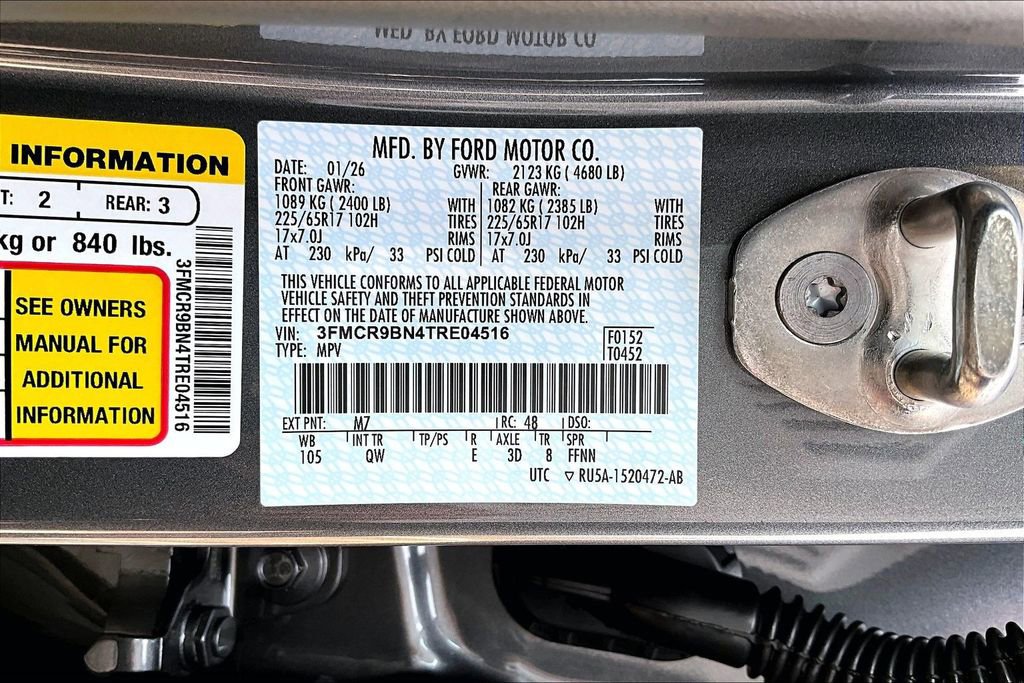 MFD. BY FORD MOTOR CO
INFORMATION
T: 2 REAR: 3
kg or 840 lbs.
SEE OWNERS
MANUAL FOR
ADDITIONAL
INFORMATION
3FMCR9BN4TRE04516
MFD. BY FORD MOTOR CO.
DATE: 01/26 GVWR: 2123 KG ( 4680 LB)
FRONT GAWR: REAR GAWR:
1089 KG ( 2400 LB) WITH 1082 KG ( 2385 LB) WITH
225/65R17 102H TIRES 225/65R17 102H TIRES
17x7.0J RIMS 17x7.0J RIMS
AT 230 kPa/ 33 PSI COLD AT 230 kPa/ 33 PSI COLD
THIS VEHICLE CONFORMS TO ALL APPLICABLE FEDERAL MOTOR
VEHICLE SAFETY AND THEFT PREVENTION STANDARDS IN
EFFECT ON THE DATE OF MANUFACTURE SHOWN ABOVE.
VIN: 3FMCR9BN4TRE04516 F0152
TYPE: MPV T0452
EXT PNT: M7 RC: 48 DSO:
WB INT TR TP/PS R AXLE TR SPR
105 QW E 3D 8 FFNN
UTC ▽ RU5A-1520472-AB